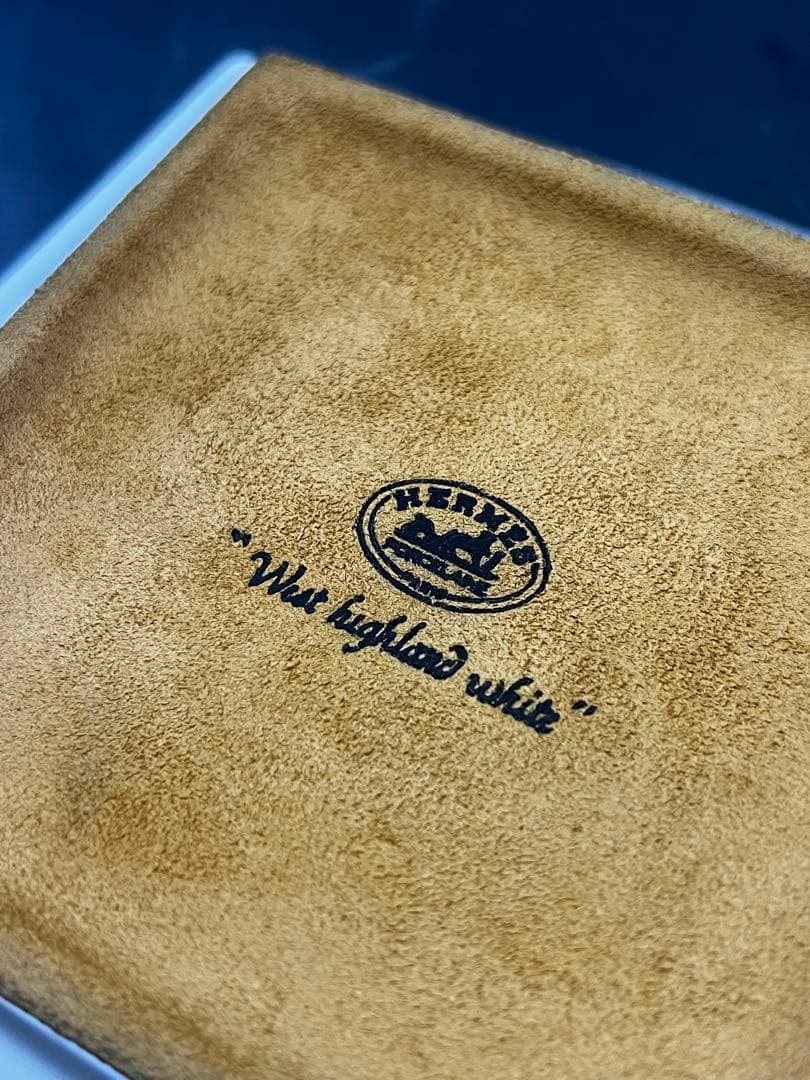 HERMES
PORCELAINE
PARIS
"West highland white"